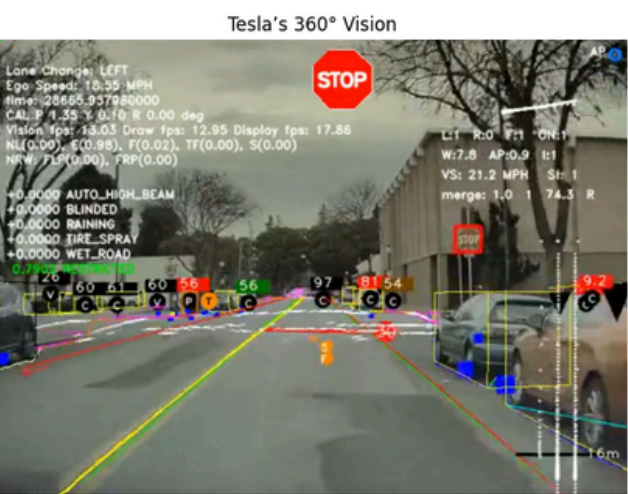 Tesla's 360° Vision
Lane Change: LEFT
Ego Speed: 18.55 MPH
time: 28665.957980000
CAL P 1.35 Y 0.10 R 0.00 deg
Vision fps: 13.03 Draw fps: 12.95 Display fps: 17.86
NL(0.00), E(0.98), F(0.02), TF(0.00), S(0.00)
NRW: FLP(0.00), FRP(0.00)
+0.0000 AUTO_HIGH_BEAM
+0.0000 BLINDED
+0.0000 RAINING
+0.0000 TIRE_SPRAY
+0.0000 WET_ROAD
RESTRICTED
STOP
AP
L:1 R:0 F:1 ON:1
W:7.8 AP:0.9 I:1
VS: 21.2 MPH St: 1
merge: 1.0 1 74.3 R
STOP
26 60 61 60 56 56 97 81 54 9.2
V C C V P T C C C C C
16m